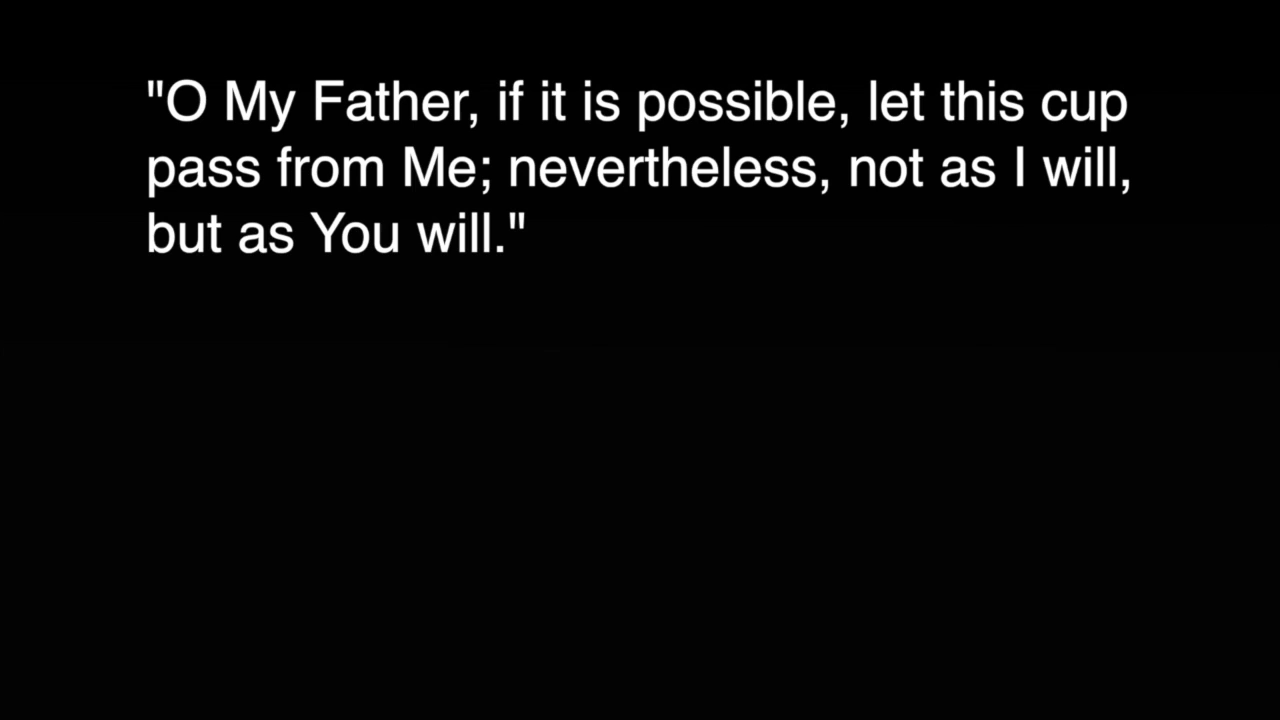 "O My Father, if it is possible, let this cup
pass from Me; nevertheless, not as I will,
but as You will."